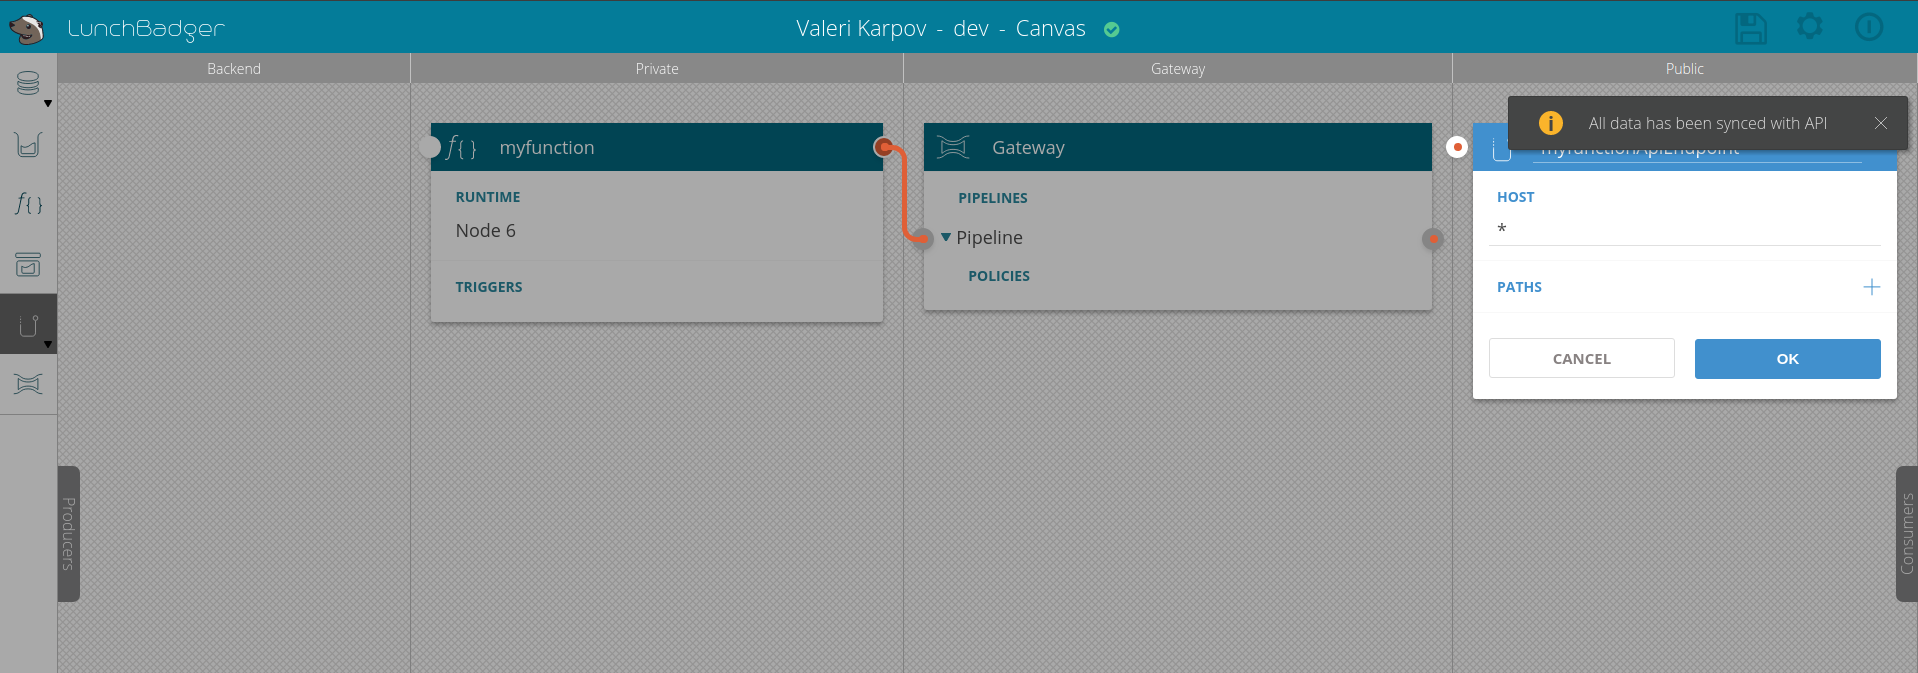 LunchBadger
Valeri Karpov - dev - Canvas
Backend
Private
Gateway
Public
All data has been synced with API
f{ }
myfunction
Gateway
myfunctionApiEndpoint
RUNTIME
Node 6
TRIGGERS
PIPELINES
Pipeline
POLICIES
HOST
*
PATHS
CANCEL
OK
f{}
Producers
Consumers